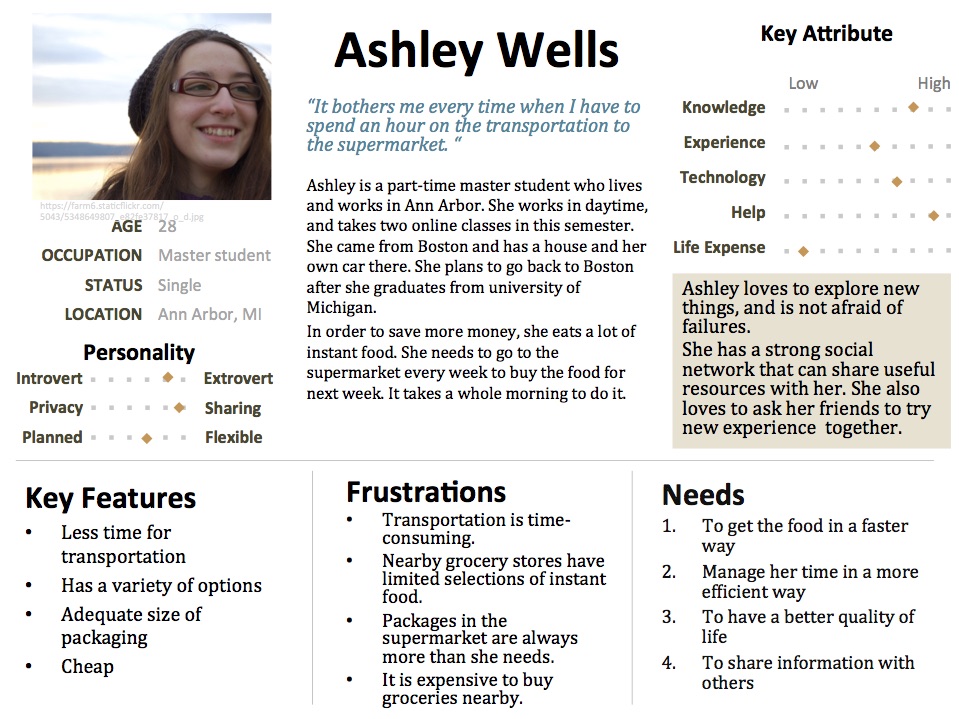 Ashley Wells
“It bothers me every time when I have to
spend an hour on the transportation to
the supermarket. “
Ashley is a part-time master student who lives
and works in Ann Arbor. She works in daytime,
and takes two online classes in this semester.
She came from Boston and has a house and her
own car there. She plans to go back to Boston
after she graduates from university of
Michigan.
In order to save more money, she eats a lot of
instant food. She needs to go to the
supermarket every week to buy the food for
next week. It takes a whole morning to do it.
https://farm6.staticflickr.com/
5043/5348649807_e82fe37817_o_d.jpg
AGE 28
OCCUPATION Master student
STATUS Single
LOCATION Ann Arbor, MI
Personality
Introvert Extrovert
Privacy Sharing
Planned Flexible
Key Attribute
Low High
Knowledge
Experience
Technology
Help
Life Expense
Ashley loves to explore new
things, and is not afraid of
failures.
She has a strong social
network that can share useful
resources with her. She also
loves to ask her friends to try
new experience together.
Key Features
• Less time for
transportation
• Has a variety of options
• Adequate size of
packaging
• Cheap
Frustrations
• Transportation is time-
consuming.
• Nearby grocery stores have
limited selections of instant
food.
• Packages in the
supermarket are always
more than she needs.
• It is expensive to buy
groceries nearby.
Needs
1. To get the food in a faster
way
2. Manage her time in a more
efficient way
3. To have a better quality of
life
4. To share information with
others